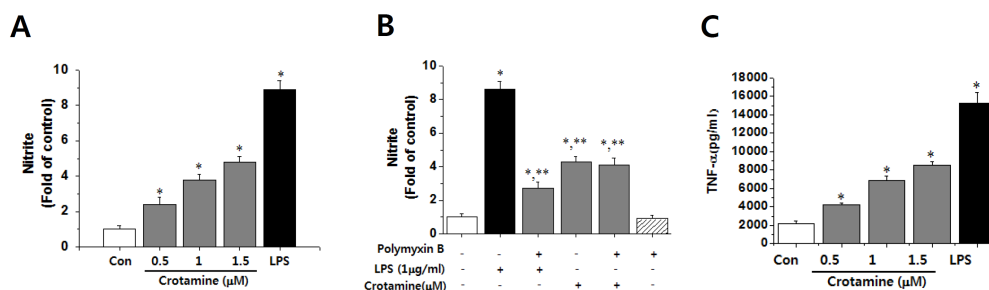 A
Nitrite
(Fold of control)
10
8
6
4
2
0
*
*
*
*
Con
0.5
1
1.5
LPS
Crotamine (μM)
B
Nitrite
(Fold of control)
10
8
6
4
2
0
*
*,**
*,**
*,**
Polymyxin B - - + - + +
LPS (1μg/ml) - + + - - -
Crotamine(μM) - - - + + -
C
TNF-α(pg/ml)
18000
16000
14000
12000
10000
8000
6000
4000
2000
0
*
*
*
*
Con
0.5
1
1.5
LPS
Crotamine (μM)